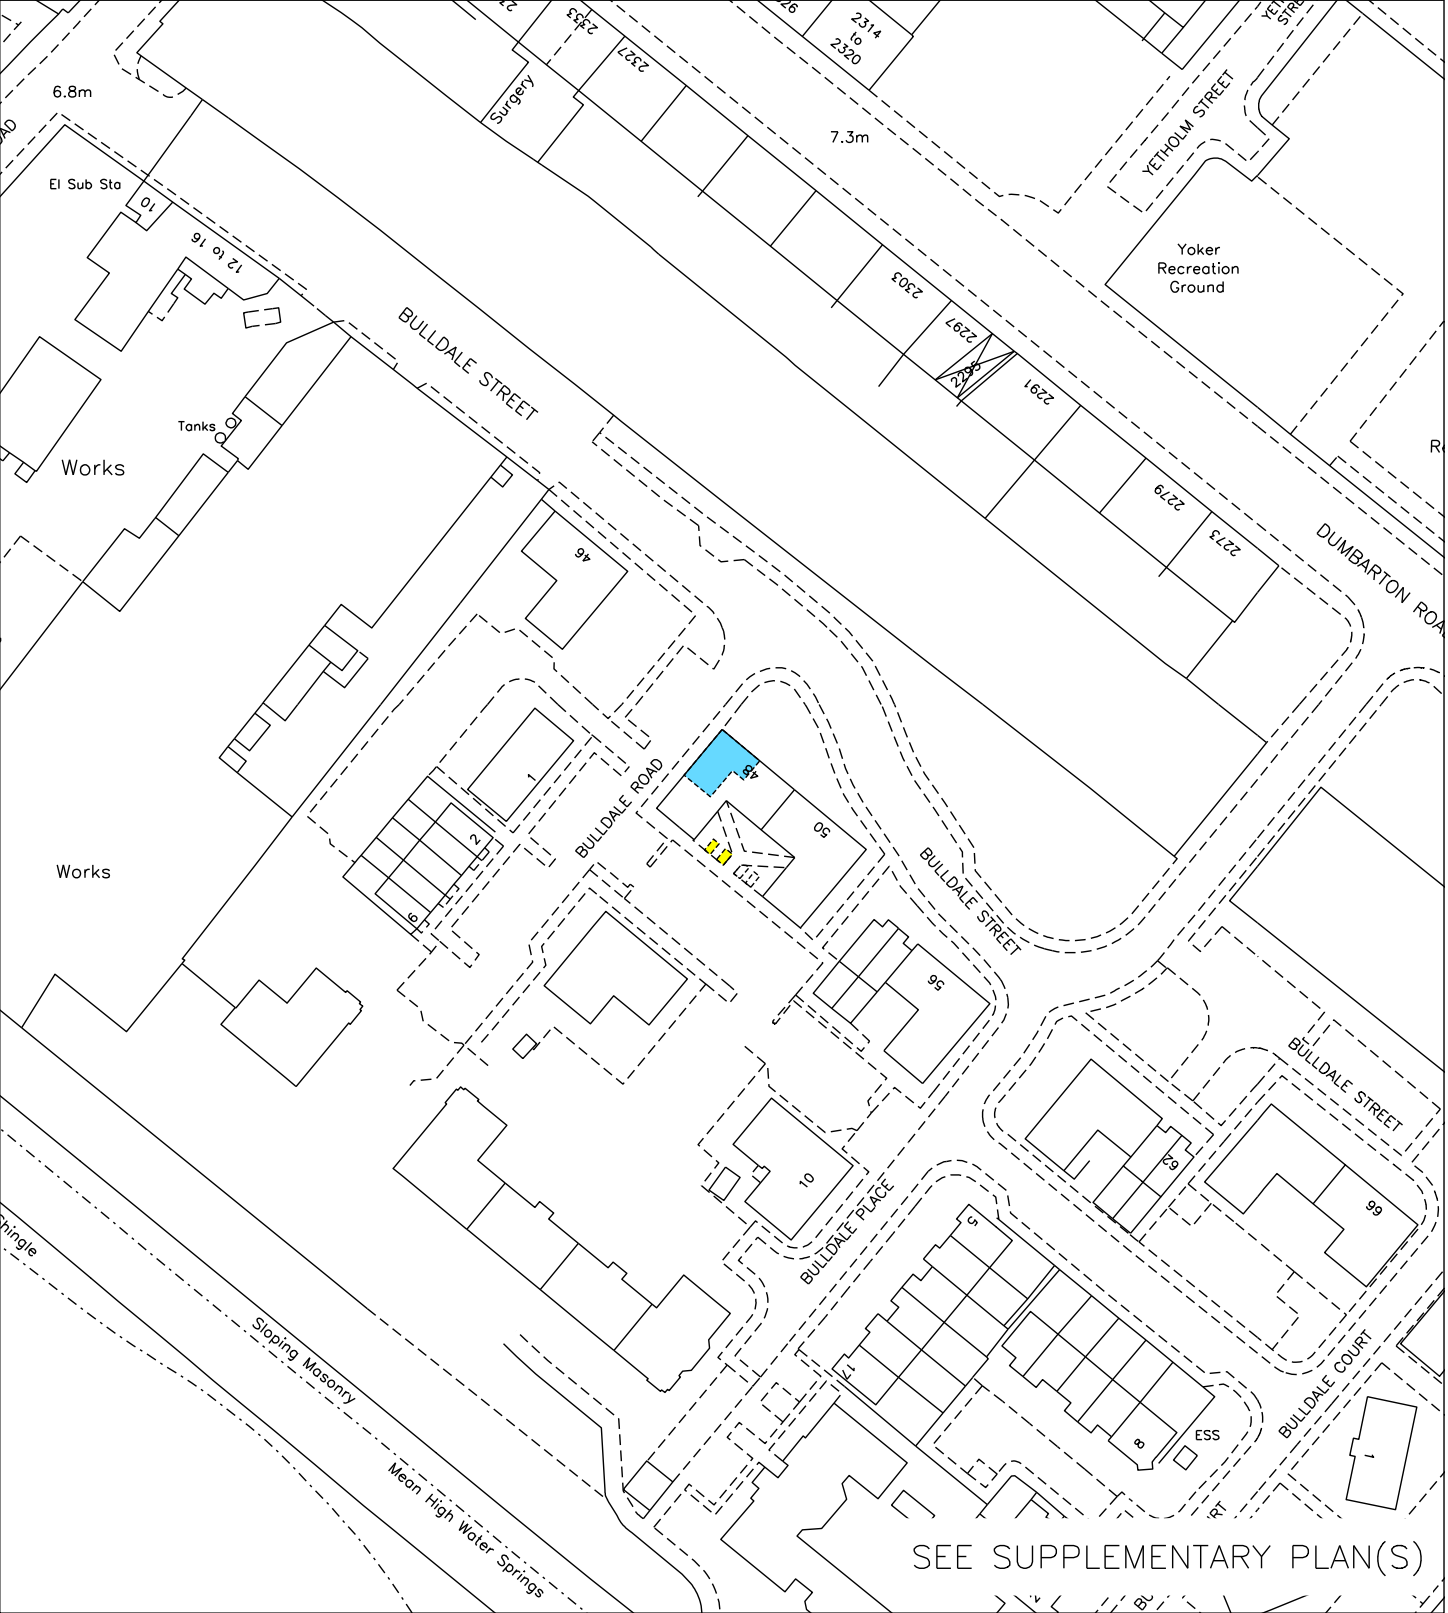 2333
2327
2314
to
2320
Surgery
6.8m
7.3m
YETHOLM STREET
El Sub Sta
10
12 to 16
Yoker
Recreation
Ground
2303
2297
2295
2291
BULLDALE STREET
Tanks
Works
2279
2273
DUMBARTON ROAD
46
48
50
1
2
6
BULLDALE ROAD
BULLDALE STREET
Works
56
BULLDALE STREET
62
66
10
BULLDALE PLACE
5
17
8
ESS
BULLDALE COURT
1
Shingle
Sloping Masonry
Mean High Water Springs
SEE SUPPLEMENTARY PLAN(S)